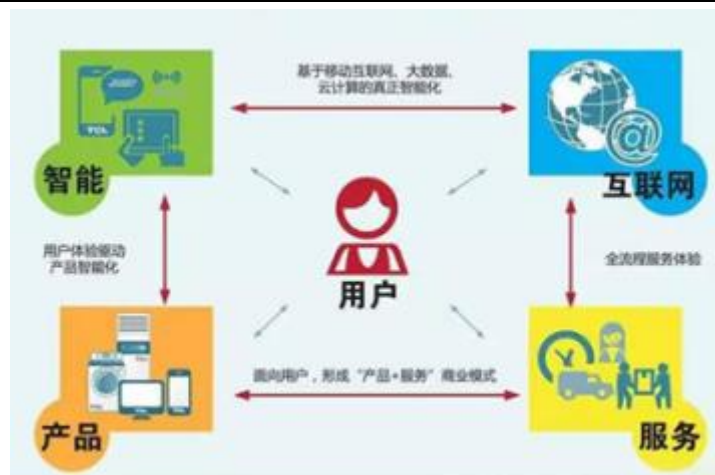 基于移动互联网、大数据、
云计算的真正智能化
TCL
@
智能
互联网
用户体验驱动
产品智能化
全流程服务体验
用户
面向用户，形成“产品+服务”商业模式
产品
服务